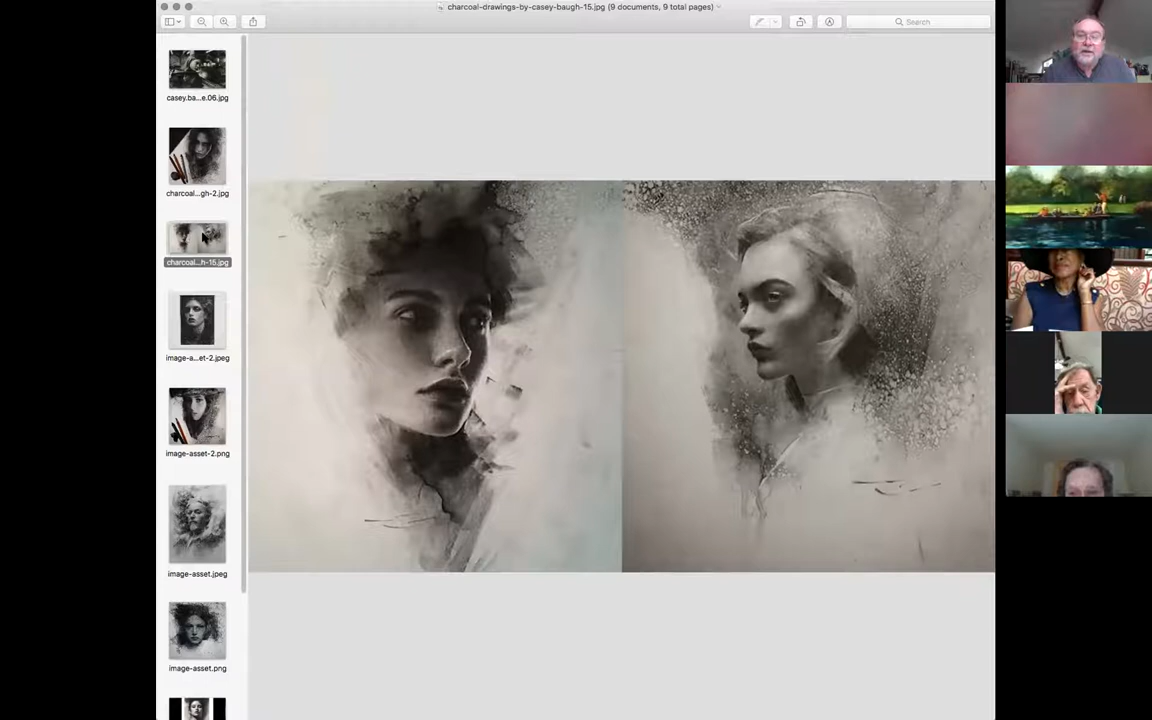 charcoal-drawings-by-casey-baugh-15.jpg (9 documents, 9 total pages)
Search
casey.ba...e.06.jpg
charcoal...gh-2.jpg
charcoal...h-15.jpg
image-a...et-2.jpeg
image-asset-2.png
image-asset.jpeg
image-asset.png